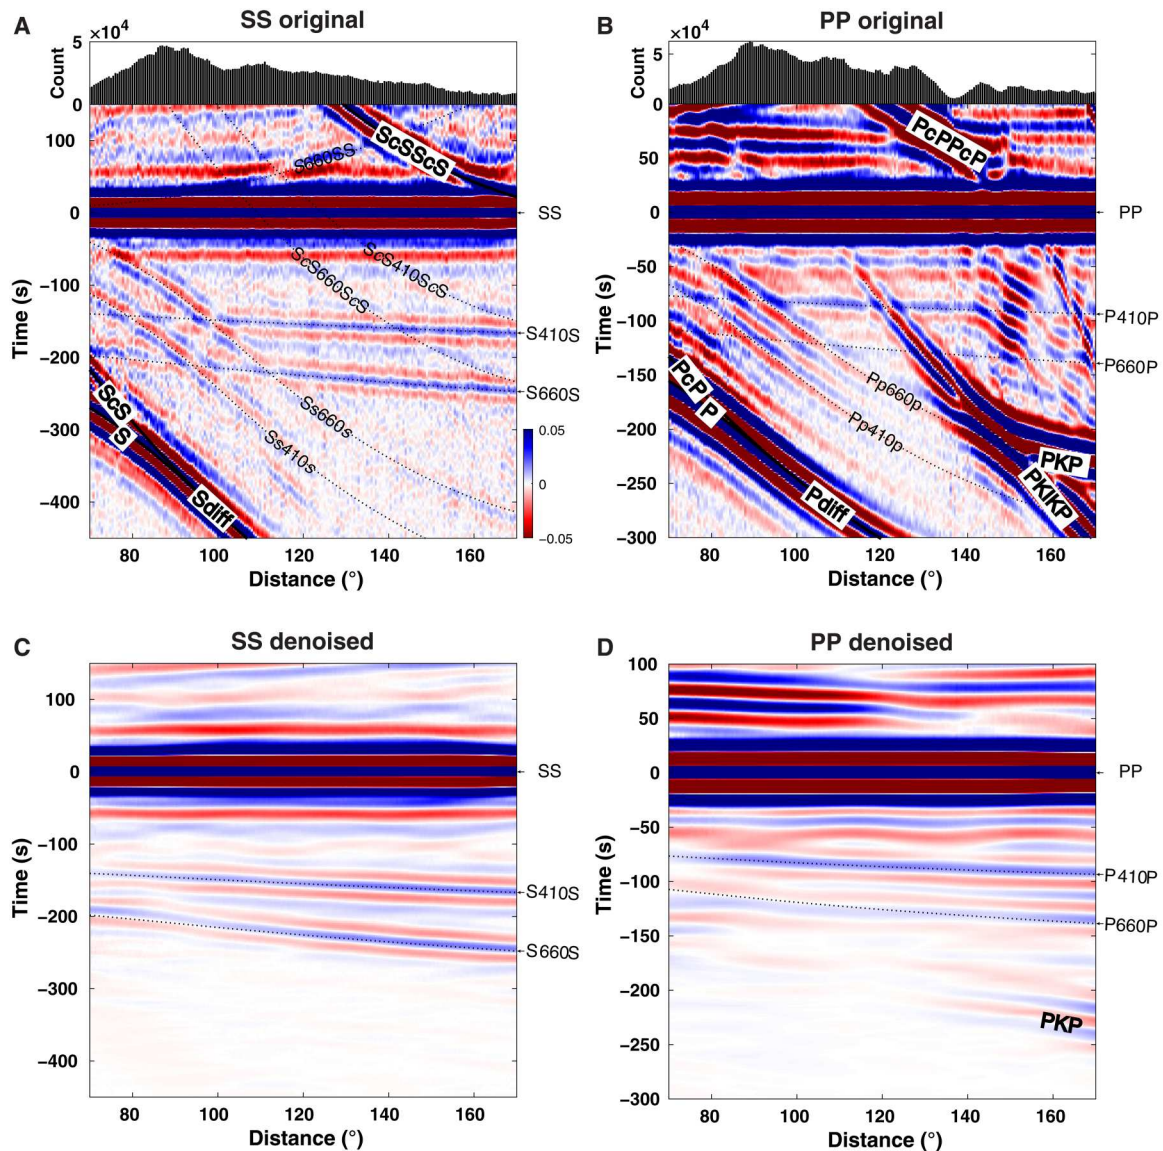 A
SS original
×10⁴
5
0
Count
100
0
−100
−200
−300
−400
Time (s)
ScSScS
S660SS
SS
ScS410ScS
ScS660ScS
S410S
S660S
Ss660s
Ss410s
ScS
S
Sdiff
0.05
0
−0.05
80
100
120
140
160
Distance (°)
B
PP original
×10⁴
5
0
Count
100
50
0
−50
−100
−150
−200
−250
−300
Time (s)
PcPPcP
PP
P410P
P660P
Pp660p
Pp410p
PcP
P
Pdiff
PKP
PKIKP
80
100
120
140
160
Distance (°)
C
SS denoised
100
0
−100
−200
−300
−400
Time (s)
SS
S410S
S660S
80
100
120
140
160
Distance (°)
D
PP denoised
100
50
0
−50
−100
−150
−200
−250
−300
Time (s)
PP
P410P
P660P
PKP
80
100
120
140
160
Distance (°)